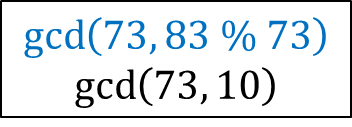 gcd(73, 83 % 73)
gcd(73, 10)